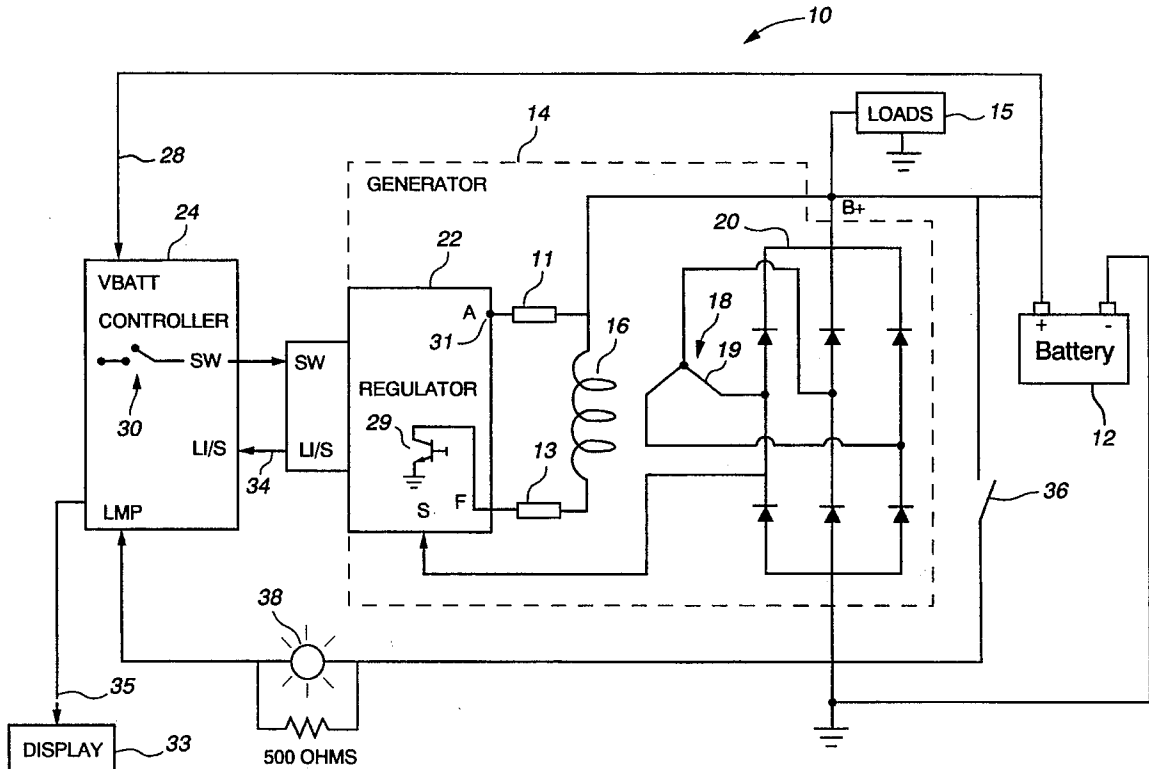 10
LOADS
15
14
28
GENERATOR
B+
24
20
22
11
VBATT
A
18
16
CONTROLLER
31
19
+ -
SW
SW
Battery
REGULATOR
30
29
12
LI/S
LI/S
13
34
36
F
S
LMP
38
35
DISPLAY
33
500 OHMS